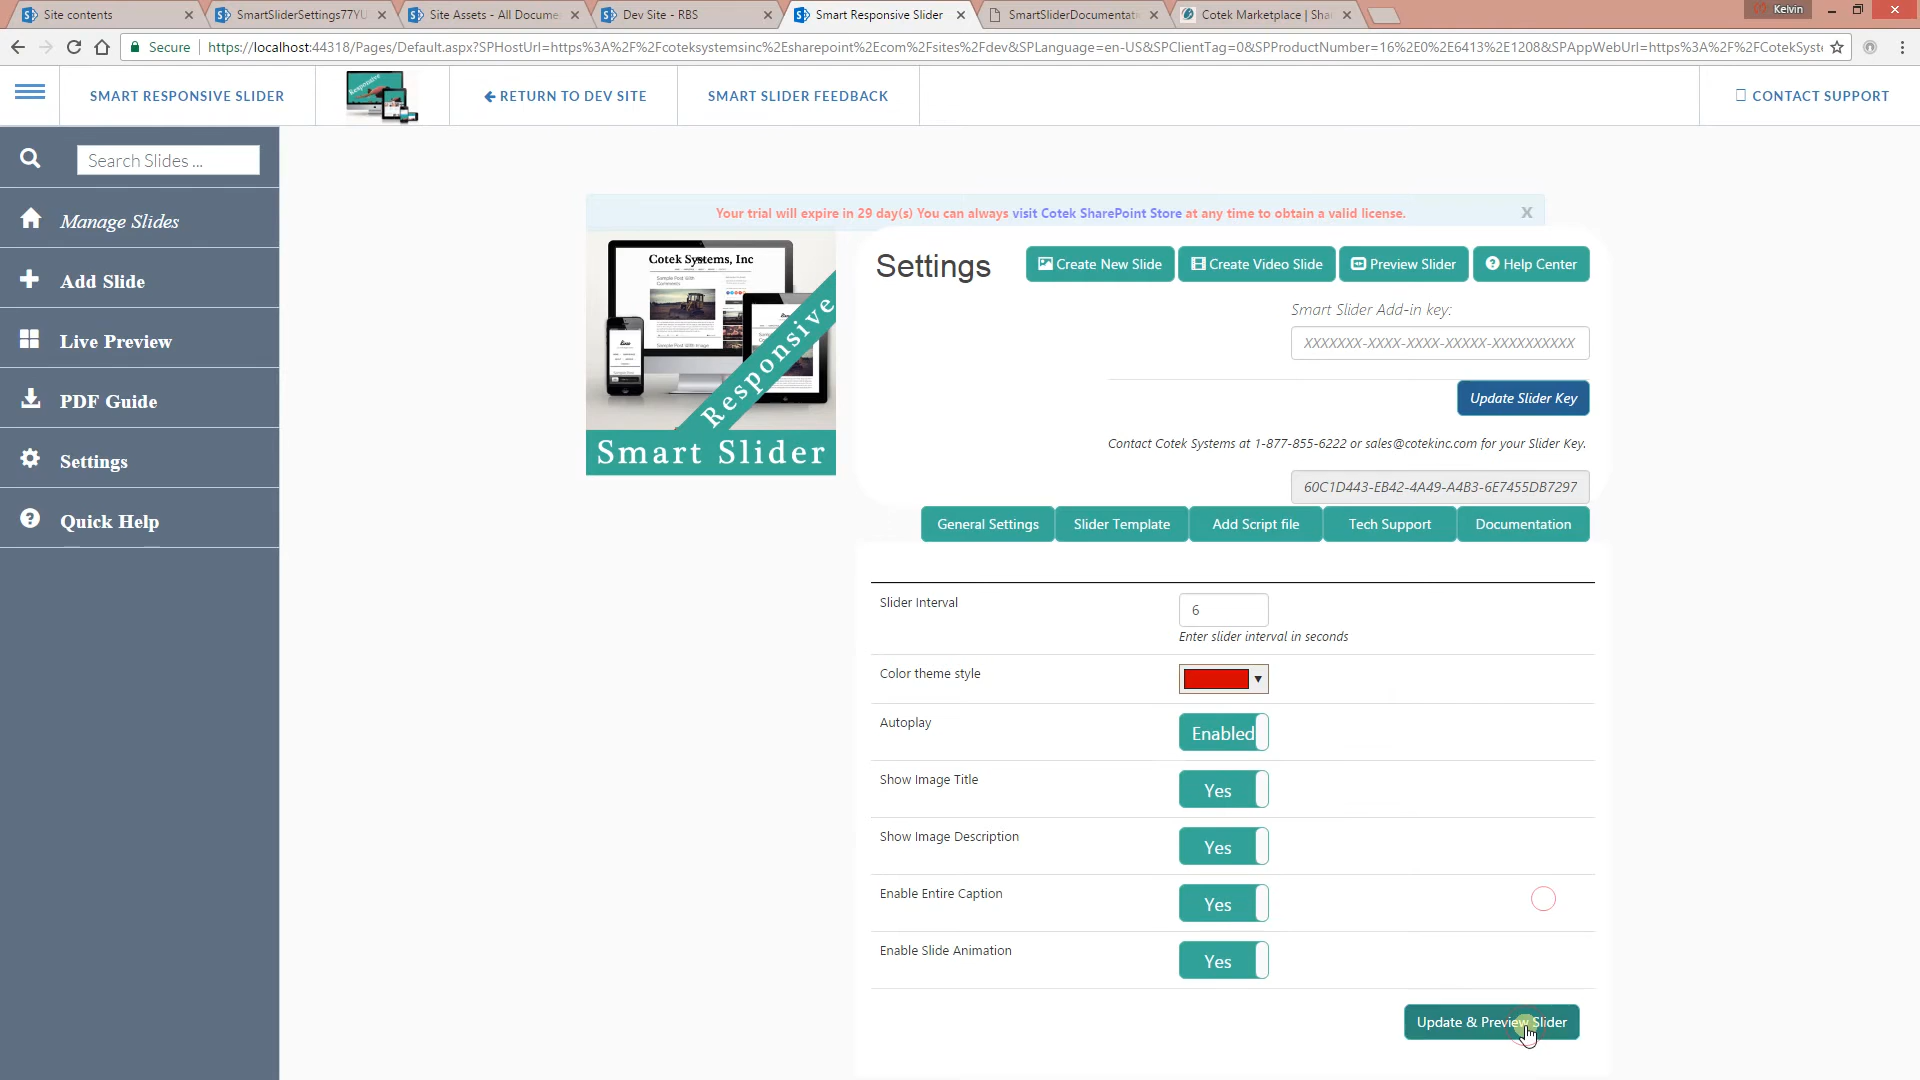 Site contents
SmartSliderSettings77YU
Site Assets - All Docume
Dev Site - RBS
Smart Responsive Slider
SmartSliderDocumentati
Cotek Marketplace | Sha
Kelvin
Secure
https://localhost:44318/Pages/Default.aspx?SPHostUrl=https%3A%2F%2Fcoteksystemsinc%2Esharepoint%2Ecom%2Fsites%2Fdev&SPLanguage=en-US&SPClientTag=0&SPProductNumber=16%2E0%2E6413%2E1208&SPAppWebUrl=https%3A%2F%2FCotekSyste
SMART RESPONSIVE SLIDER
Responsive
RETURN TO DEV SITE
SMART SLIDER FEEDBACK
CONTACT SUPPORT
Search Slides ...
Manage Slides
Add Slide
Live Preview
PDF Guide
Settings
Quick Help
Your trial will expire in 29 day(s) You can always visit Cotek SharePoint Store at any time to obtain a valid license.
x
Cotek Systems, Inc
Responsive
Smart Slider
Settings
Create New Slide
Create Video Slide
Preview Slider
Help Center
Smart Slider Add-in key:
XXXXXXX-XXXX-XXXX-XXXXX-XXXXXXXXXX
Update Slider Key
Contact Cotek Systems at 1-877-855-6222 or sales@cotekinc.com for your Slider Key.
60C1D443-EB42-4A49-A4B3-6E7455DB7297
General Settings
Slider Template
Add Script file
Tech Support
Documentation
Slider Interval
6
Enter slider interval in seconds
Color theme style
Autoplay
Enabled
Show Image Title
Yes
Show Image Description
Yes
Enable Entire Caption
Yes
Enable Slide Animation
Yes
Update & Preview Slider